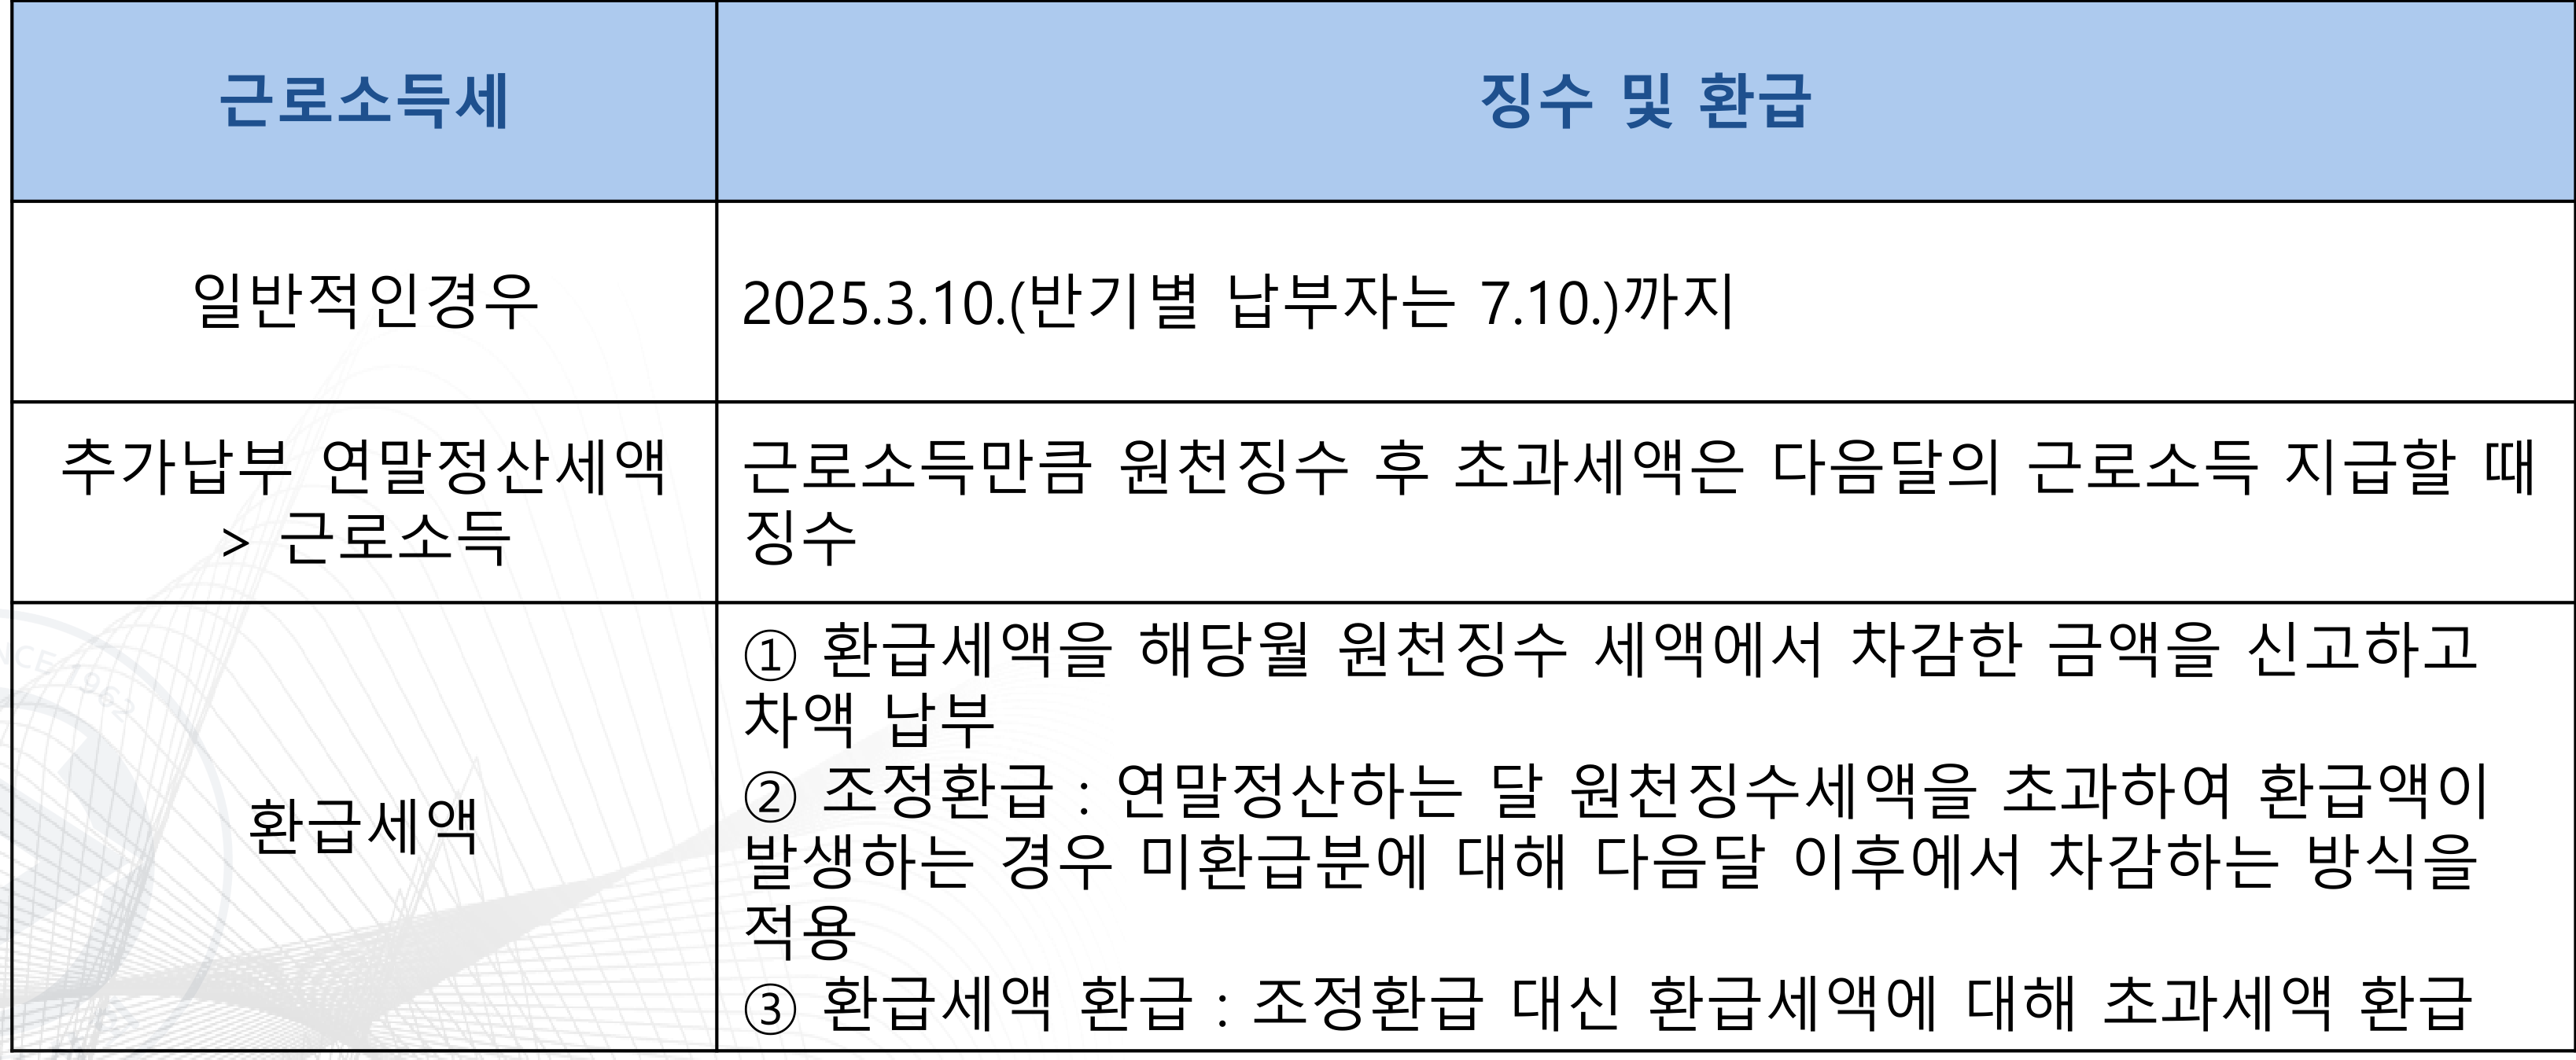 근로소득세
징수 및 환급
일반적인경우
2025.3.10.(반기별 납부자는 7.10.)까지
추가납부 연말정산세액
> 근로소득
근로소득만큼 원천징수 후 초과세액은 다음달의 근로소득 지급할 때
징수
환급세액
① 환급세액을 해당월 원천징수 세액에서 차감한 금액을 신고하고
차액 납부
② 조정환급 : 연말정산하는 달 원천징수세액을 초과하여 환급액이
발생하는 경우 미환급분에 대해 다음달 이후에서 차감하는 방식을
적용
③ 환급세액 환급 : 조정환급 대신 환급세액에 대해 초과세액 환급
1962